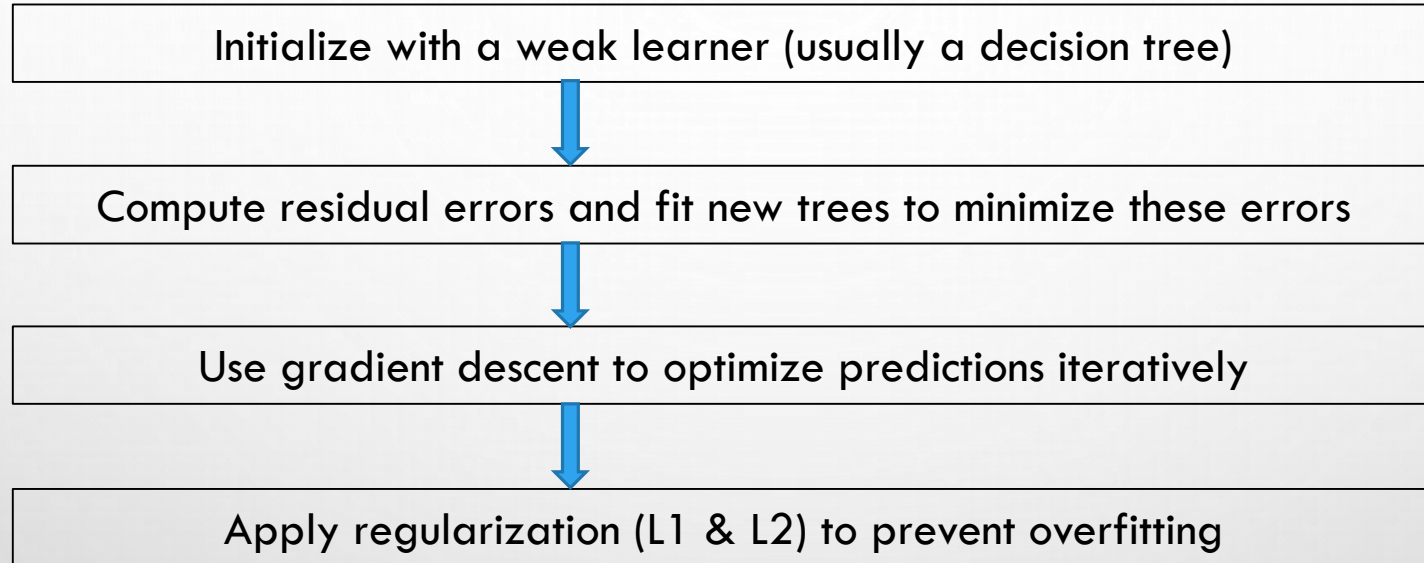 Initialize with a weak learner (usually a decision tree)
Compute residual errors and fit new trees to minimize these errors
Use gradient descent to optimize predictions iteratively
Apply regularization (L1 & L2) to prevent overfitting